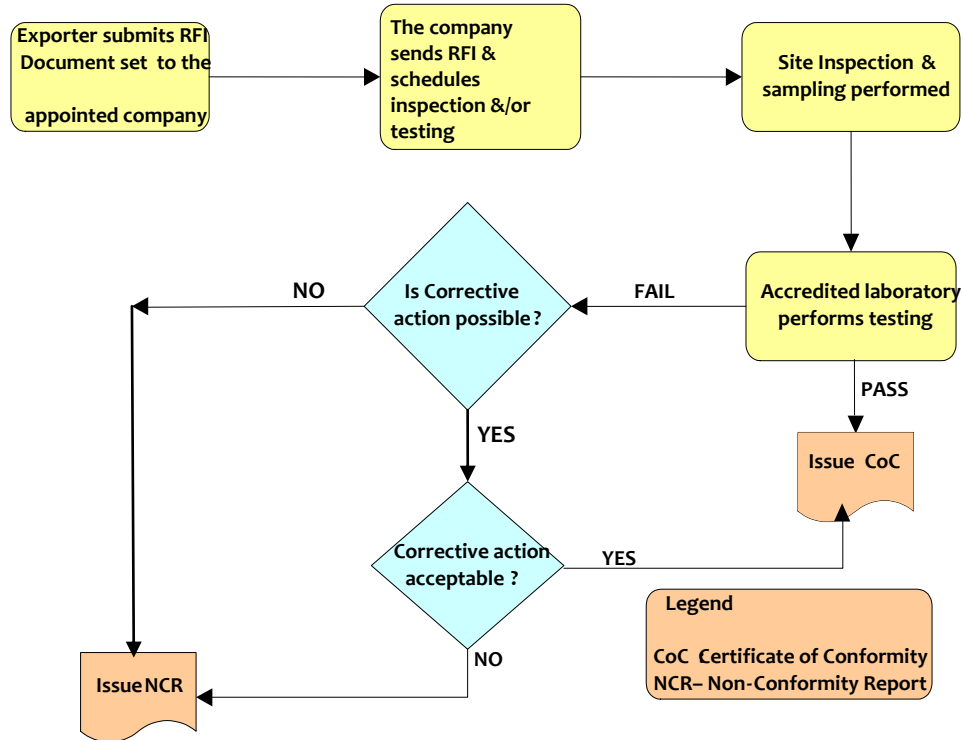 Exporter submits RFI
Document set to the
appointed company
The company
sends RFI &
schedules
inspection &/or
testing
Site Inspection &
sampling performed
Accredited laboratory
performs testing
FAIL
PASS
Is Corrective
action possible ?
NO
YES
Issue CoC
Corrective action
acceptable ?
YES
NO
Issue NCR
Legend
CoC Certificate of Conformity
NCR– Non-Conformity Report